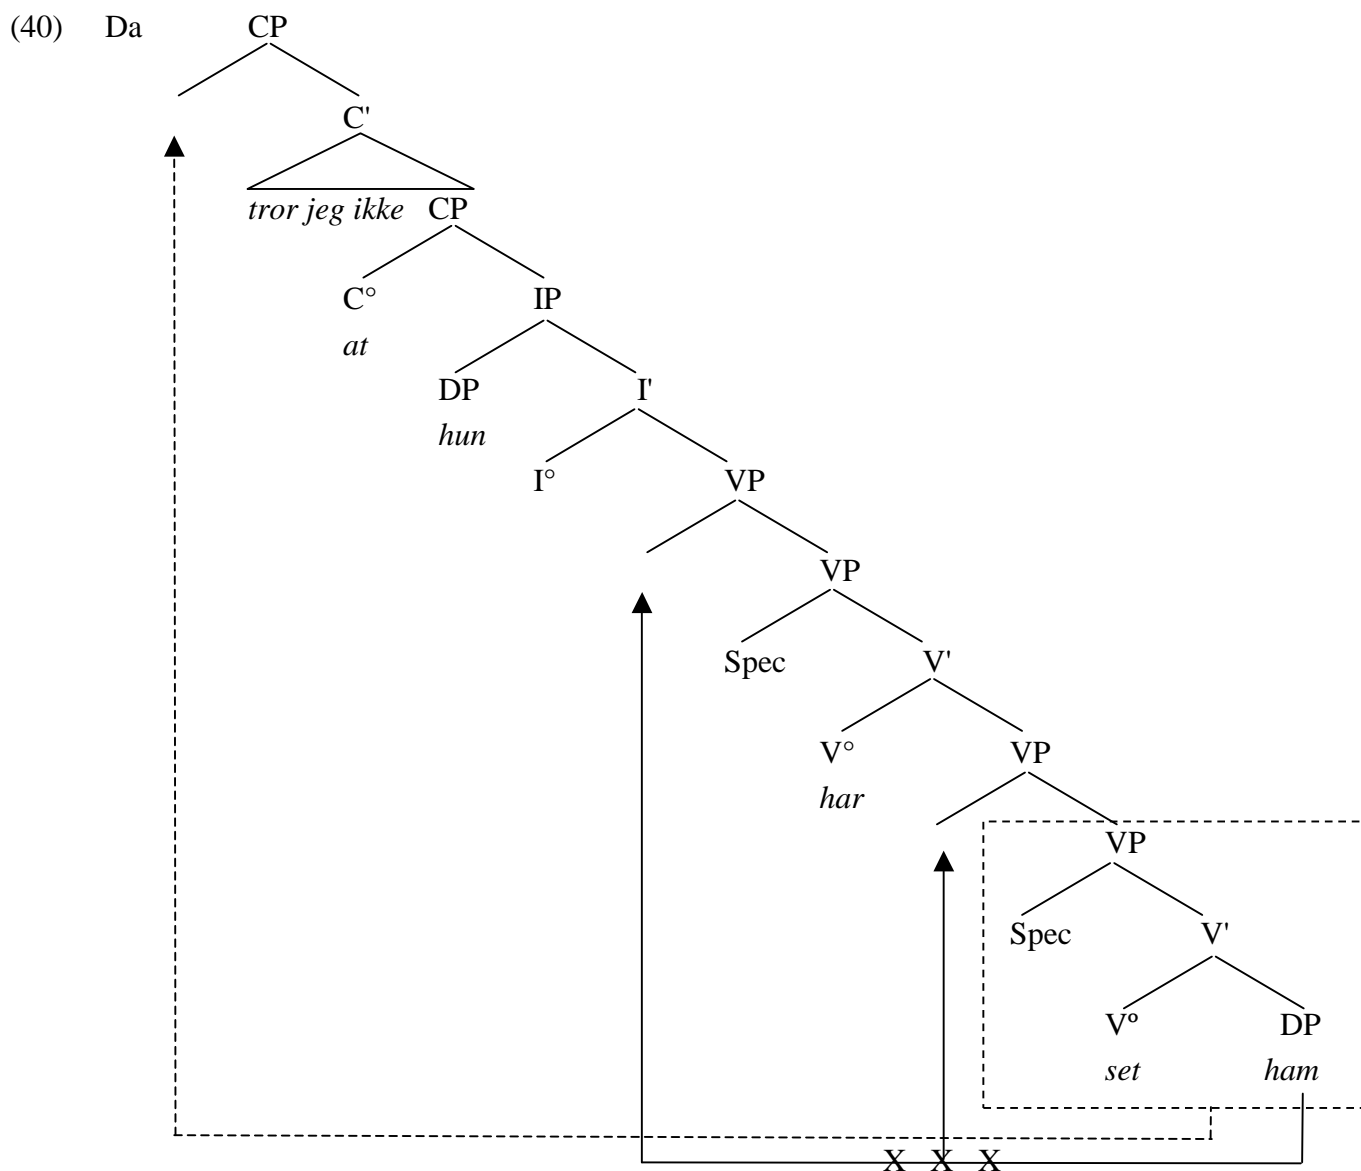 (40) Da CP
C'
tror jeg ikke CP
C° IP
at
DP I'
hun
I° VP
VP
Spec V'
V° VP
har
VP
Spec V'
Vº DP
set ham
X X X